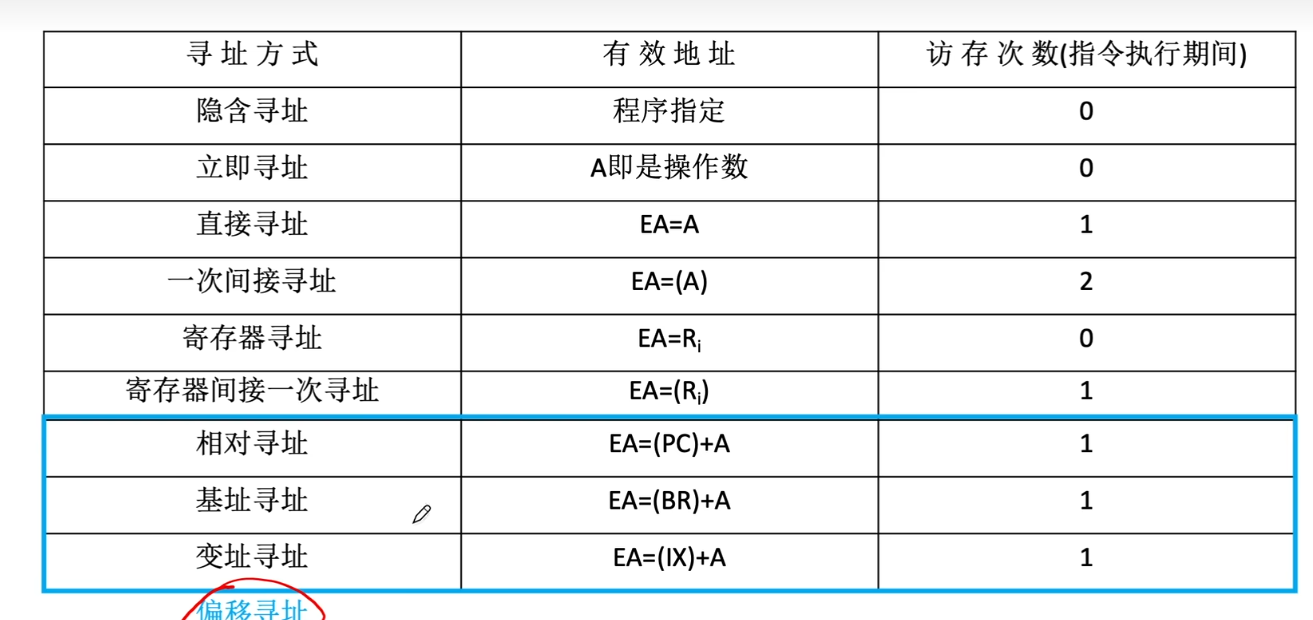 寻址方式 有效地址 访存次数(指令执行期间)
隐含寻址 程序指定 0
立即寻址 A即是操作数 0
直接寻址 EA=A 1
一次间接寻址 EA=(A) 2
寄存器寻址 EA=Rᵢ 0
寄存器间接一次寻址 EA=(Rᵢ) 1
相对寻址 EA=(PC)+A 1
基址寻址 EA=(BR)+A 1
变址寻址 EA=(IX)+A 1
偏移寻址